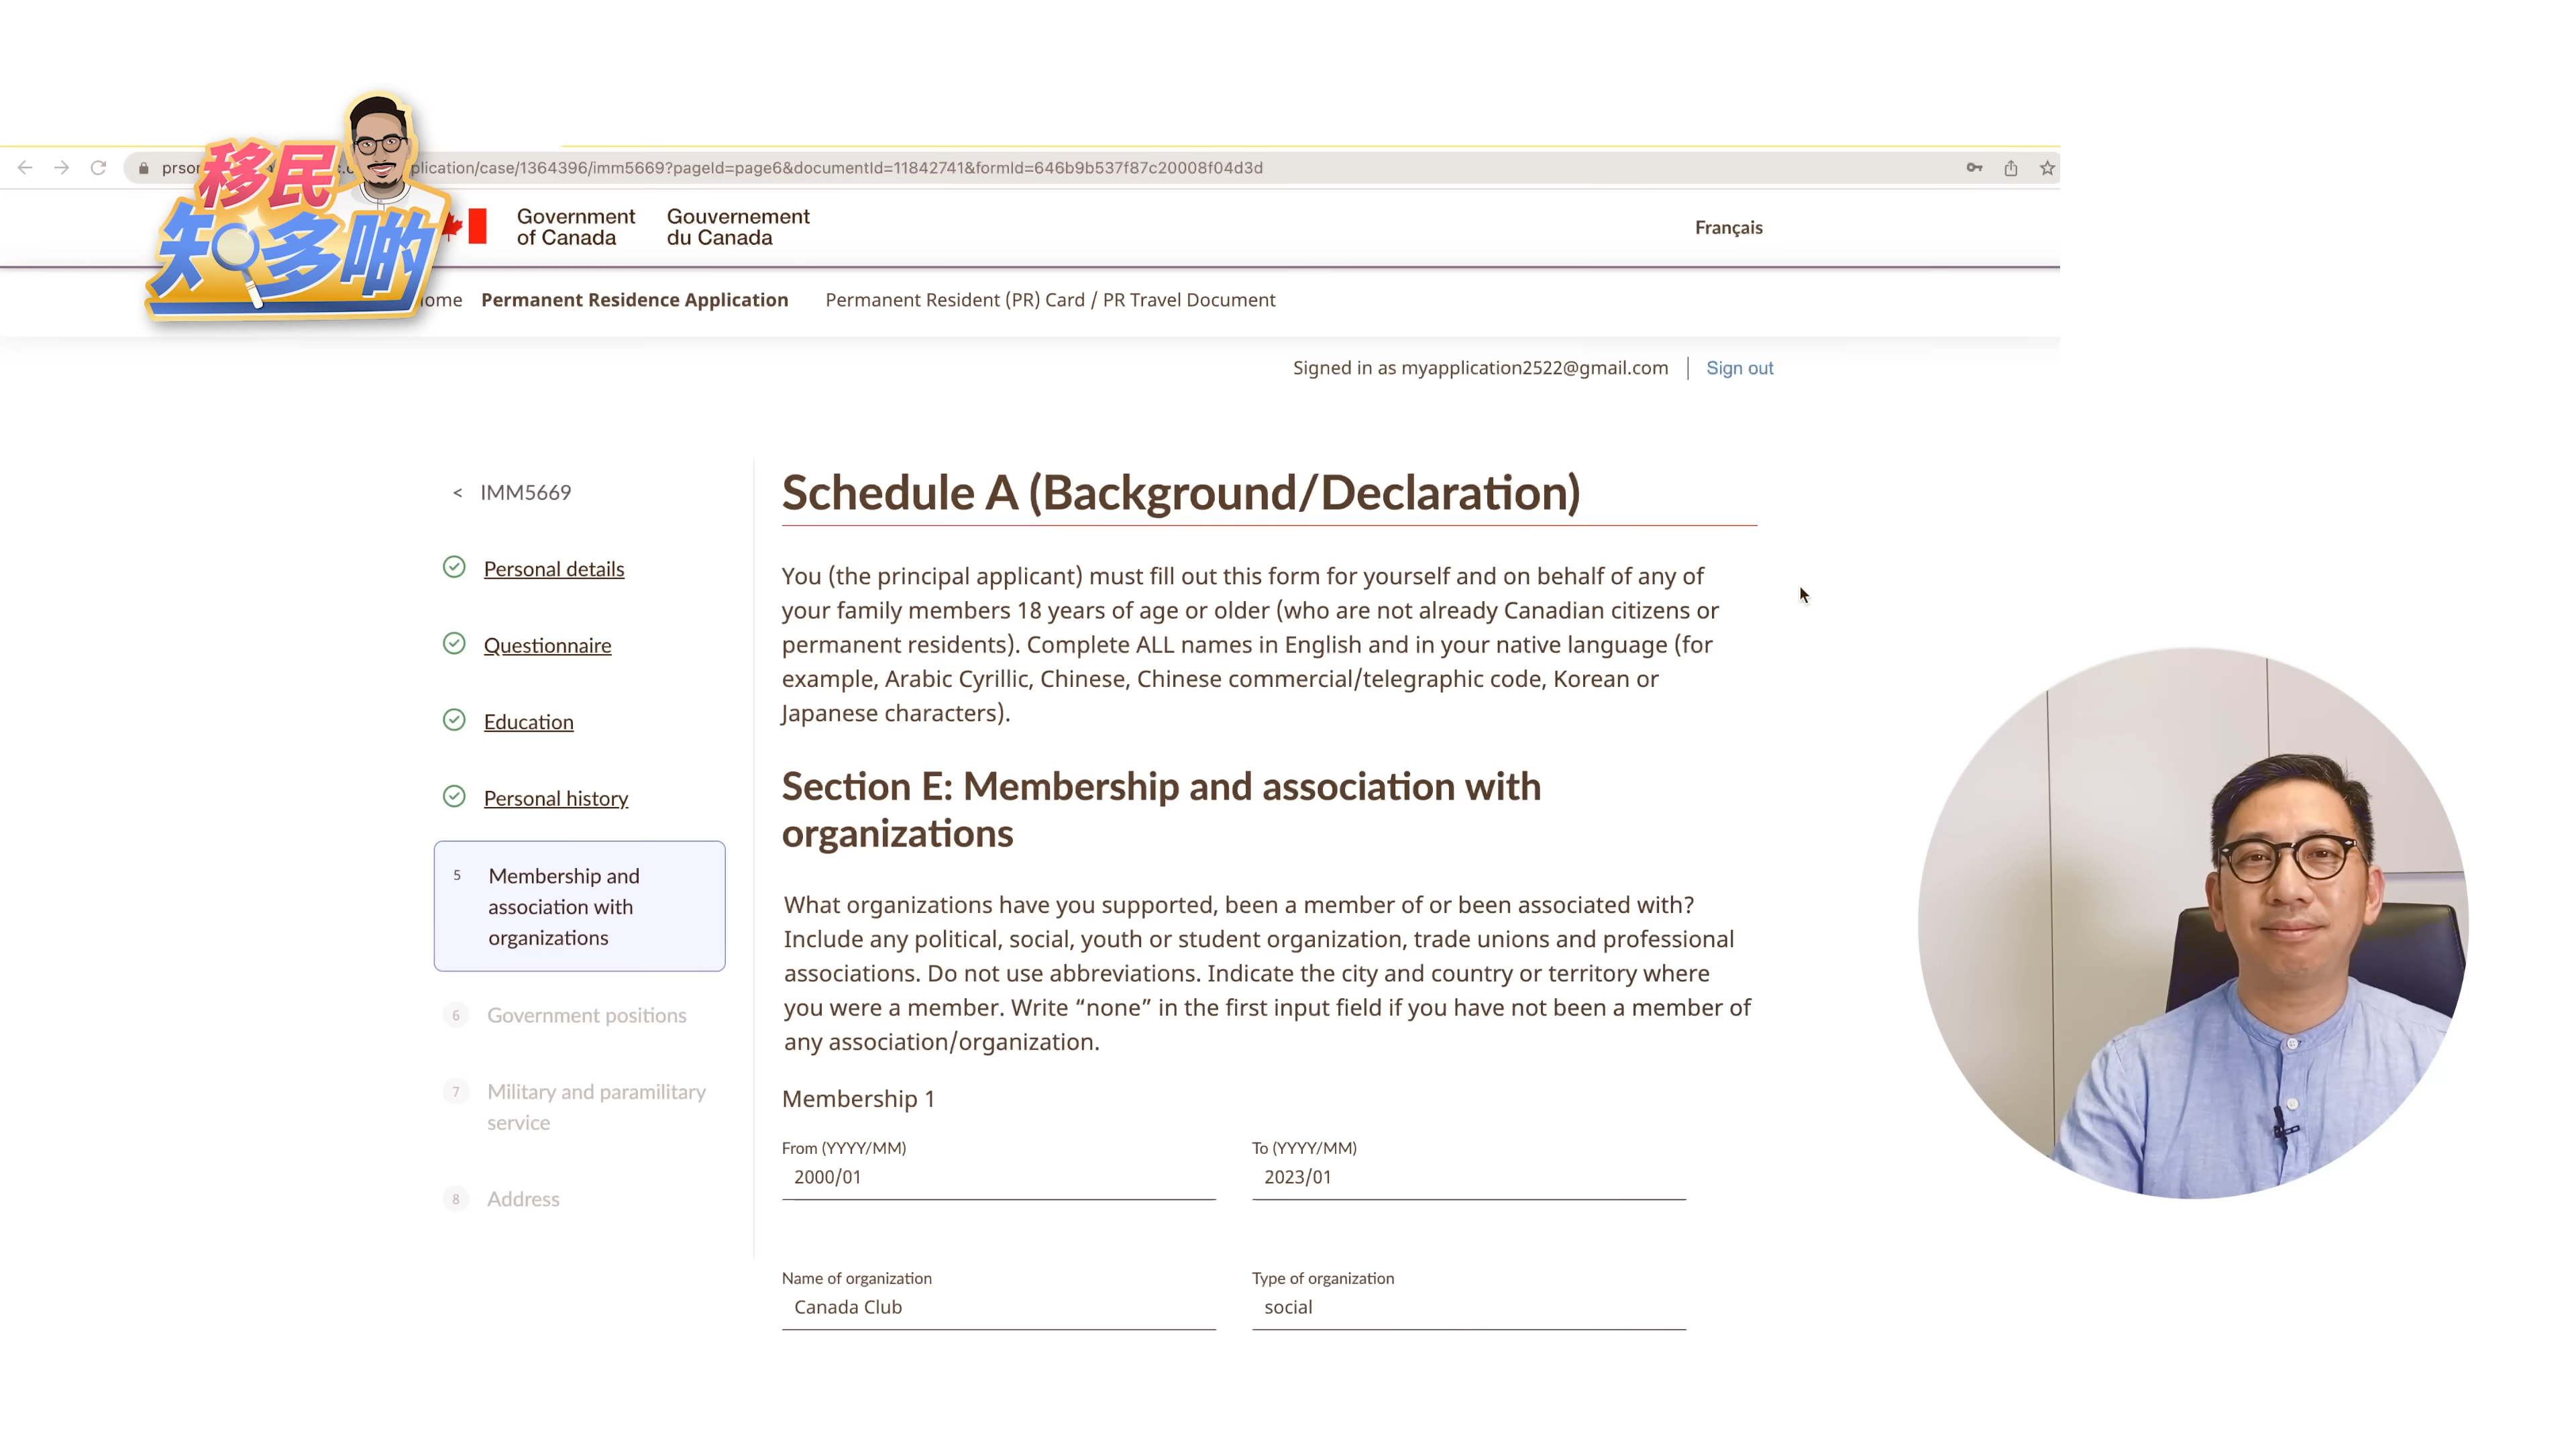 移民
知多啲
plication/case/1364396/imm5669?pageId=page6&documentId=11842741&formId=646b9b537f87c20008f04d3d
Government
of Canada
Gouvernement
du Canada
Français
Permanent Residence Application
Permanent Resident (PR) Card / PR Travel Document
Signed in as myapplication2522@gmail.com
Sign out
< IMM5669
Personal details
Questionnaire
Education
Personal history
5 Membership and
association with
organizations
6 Government positions
7 Military and paramilitary
service
8 Address
Schedule A (Background/Declaration)
You (the principal applicant) must fill out this form for yourself and on behalf of any of
your family members 18 years of age or older (who are not already Canadian citizens or
permanent residents). Complete ALL names in English and in your native language (for
example, Arabic Cyrillic, Chinese, Chinese commercial/telegraphic code, Korean or
Japanese characters).
Section E: Membership and association with
organizations
What organizations have you supported, been a member of or been associated with?
Include any political, social, youth or student organization, trade unions and professional
associations. Do not use abbreviations. Indicate the city and country or territory where
you were a member. Write “none” in the first input field if you have not been a member of
any association/organization.
Membership 1
From (YYYY/MM)
2000/01
To (YYYY/MM)
2023/01
Name of organization
Canada Club
Type of organization
social